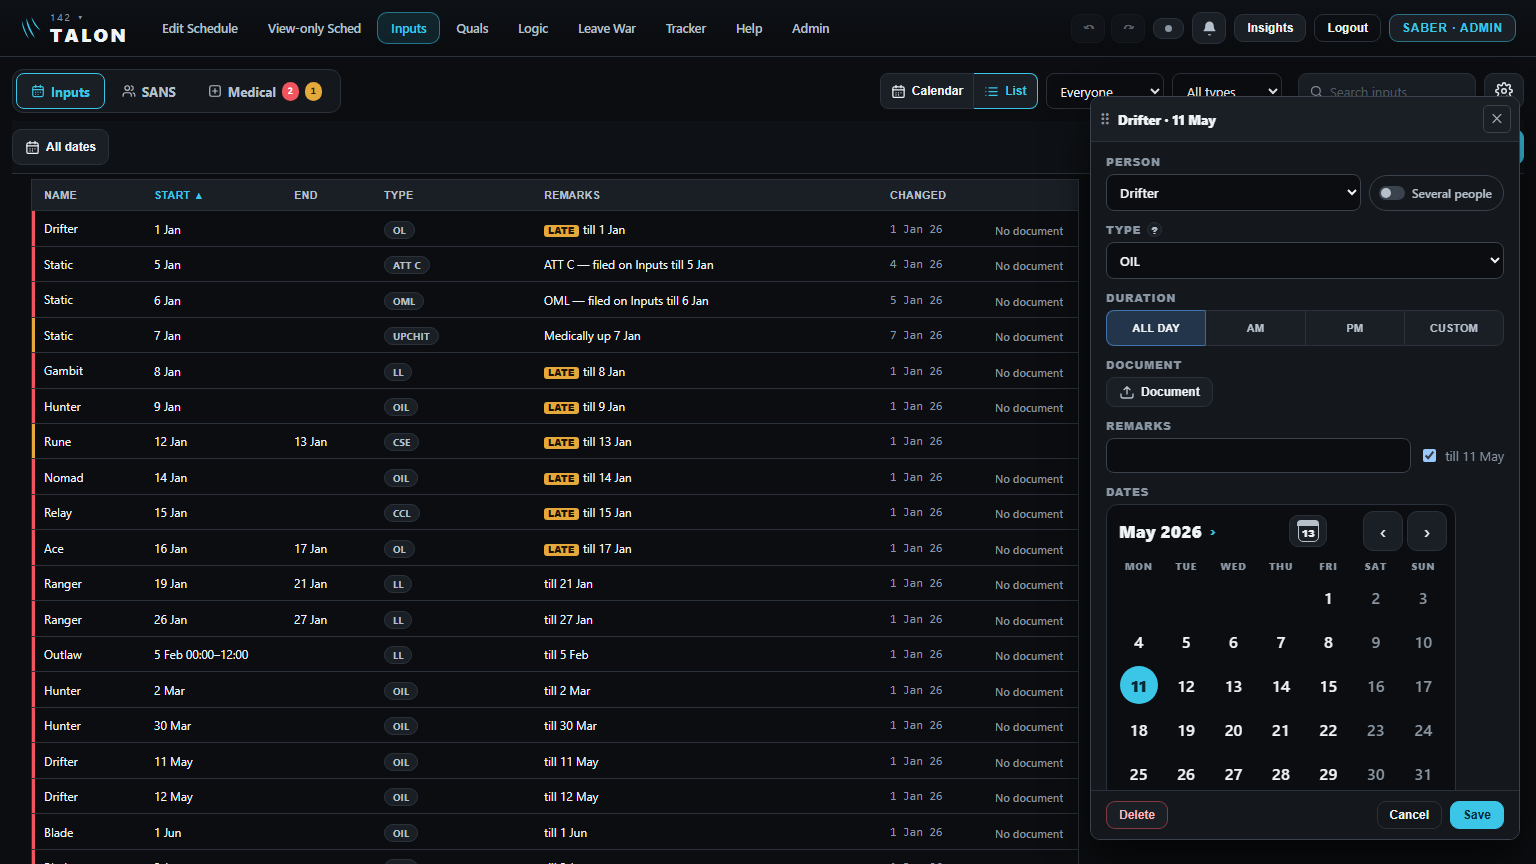 142
TALON
Edit Schedule
View-only Sched
Inputs
Quals
Logic
Leave War
Tracker
Help
Admin
Insights
Logout
SABER · ADMIN
Inputs
SANS
Medical 2 1
Calendar
List
Everyone
All types
Search inputs
All dates
NAME START ▲ END TYPE REMARKS CHANGED
Drifter 1 Jan OL LATE till 1 Jan 1 Jan 26 No document
Static 5 Jan ATT C ATT C — filed on Inputs till 5 Jan 4 Jan 26 No document
Static 6 Jan OML OML — filed on Inputs till 6 Jan 5 Jan 26 No document
Static 7 Jan UPCHIT Medically up 7 Jan 7 Jan 26 No document
Gambit 8 Jan LL LATE till 8 Jan 1 Jan 26 No document
Hunter 9 Jan OIL LATE till 9 Jan 1 Jan 26 No document
Rune 12 Jan 13 Jan CSE LATE till 13 Jan 1 Jan 26
Nomad 14 Jan OIL LATE till 14 Jan 1 Jan 26 No document
Relay 15 Jan CCL LATE till 15 Jan 1 Jan 26 No document
Ace 16 Jan 17 Jan OL LATE till 17 Jan 1 Jan 26 No document
Ranger 19 Jan 21 Jan LL till 21 Jan 1 Jan 26 No document
Ranger 26 Jan 27 Jan LL till 27 Jan 1 Jan 26 No document
Outlaw 5 Feb 00:00–12:00 LL till 5 Feb 1 Jan 26 No document
Hunter 2 Mar OIL till 2 Mar 1 Jan 26 No document
Hunter 30 Mar OIL till 30 Mar 1 Jan 26 No document
Drifter 11 May OIL till 11 May 1 Jan 26 No document
Drifter 12 May OIL till 12 May 1 Jan 26 No document
Blade 1 Jun OIL till 1 Jun 1 Jan 26 No document
Drifter · 11 May
PERSON
Drifter
Several people
TYPE ?
OIL
DURATION
ALL DAY AM PM CUSTOM
DOCUMENT
Document
REMARKS
till 11 May
DATES
May 2026 › 13 ‹ ›
MON TUE WED THU FRI SAT SUN
1 2 3
4 5 6 7 8 9 10
11 12 13 14 15 16 17
18 19 20 21 22 23 24
25 26 27 28 29 30 31
Delete
Cancel
Save